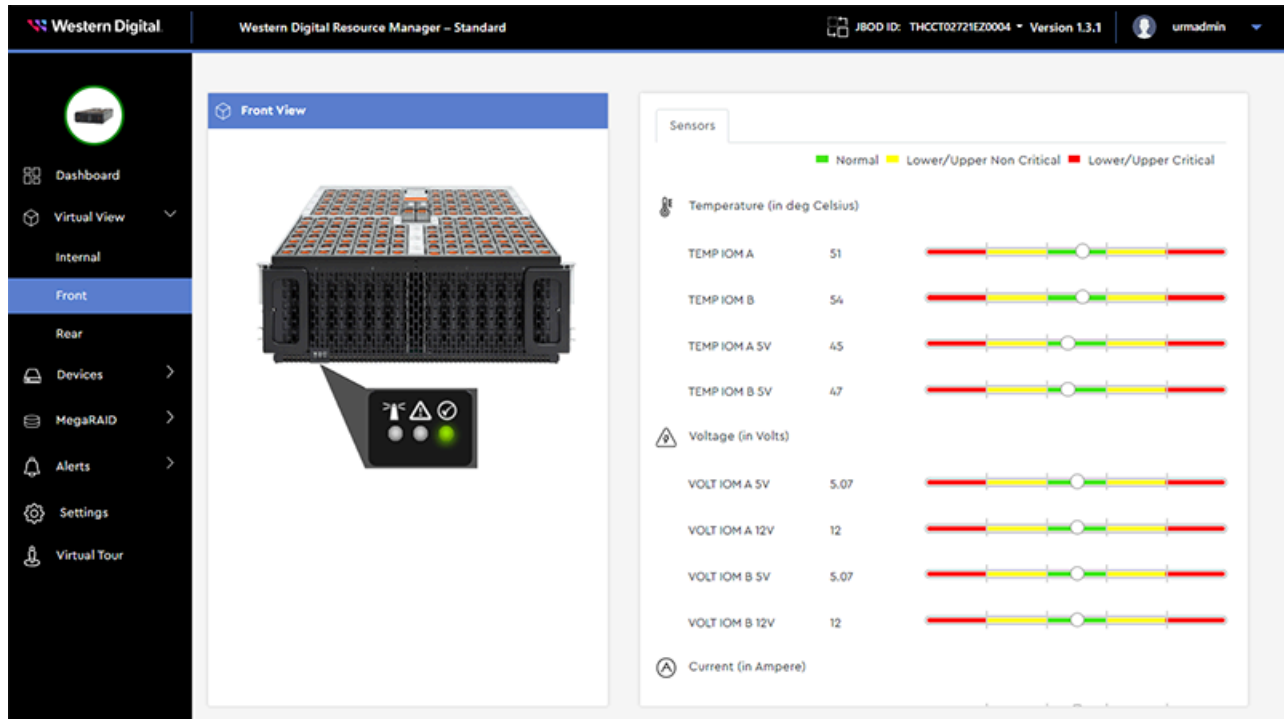 Western Digital.
Western Digital Resource Manager – Standard
JBOD ID: THCCT02721EZ0004 Version 1.3.1
urmadmin
Dashboard
Virtual View
Internal
Front
Rear
Devices
MegaRAID
Alerts
Settings
Virtual Tour
Front View
Sensors
Normal Lower/Upper Non Critical Lower/Upper Critical
Temperature (in deg Celsius)
TEMP IOM A 51
TEMP IOM B 54
TEMP IOM A 5V 45
TEMP IOM B 5V 47
Voltage (in Volts)
VOLT IOM A 5V 5.07
VOLT IOM A 12V 12
VOLT IOM B 5V 5.07
VOLT IOM B 12V 12
Current (in Ampere)